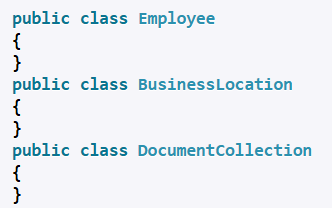 public class Employee
{
}
public class BusinessLocation
{
}
public class DocumentCollection
{
}